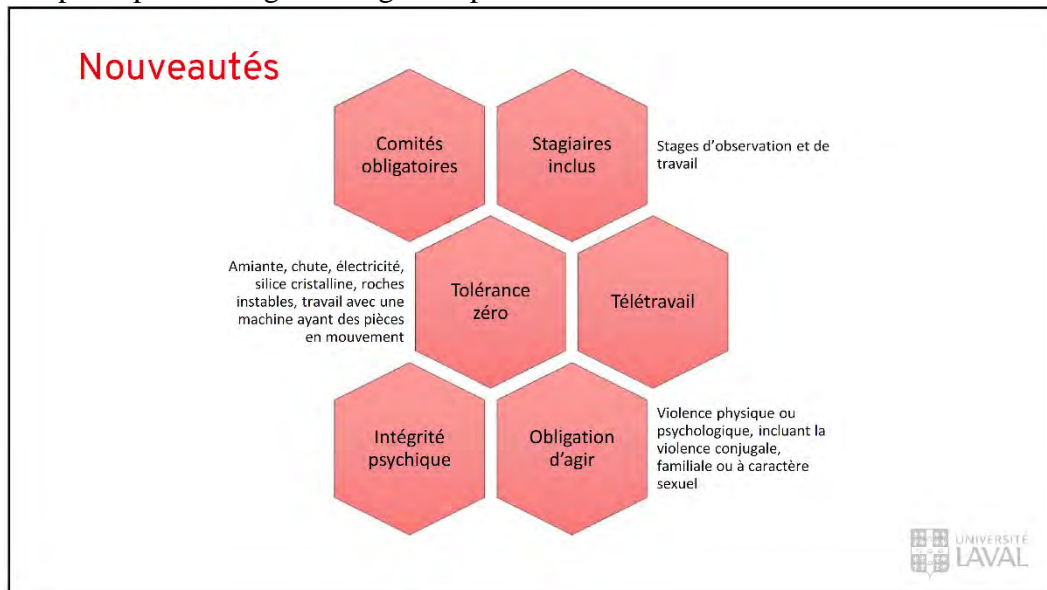 Nouveautés
Comités
obligatoires
Stagiaires
inclus
Stages d'observation et de
travail
Amiante, chute, électricité,
silice cristalline, roches
instables, travail avec une
machine ayant des pièces
en mouvement
Tolérance
zéro
Télétravail
Intégrité
psychique
Obligation
d'agir
Violence physique ou
psychologique, incluant la
violence conjugale,
familiale ou à caractère
sexuel
UNIVERSITÉ
LAVAL